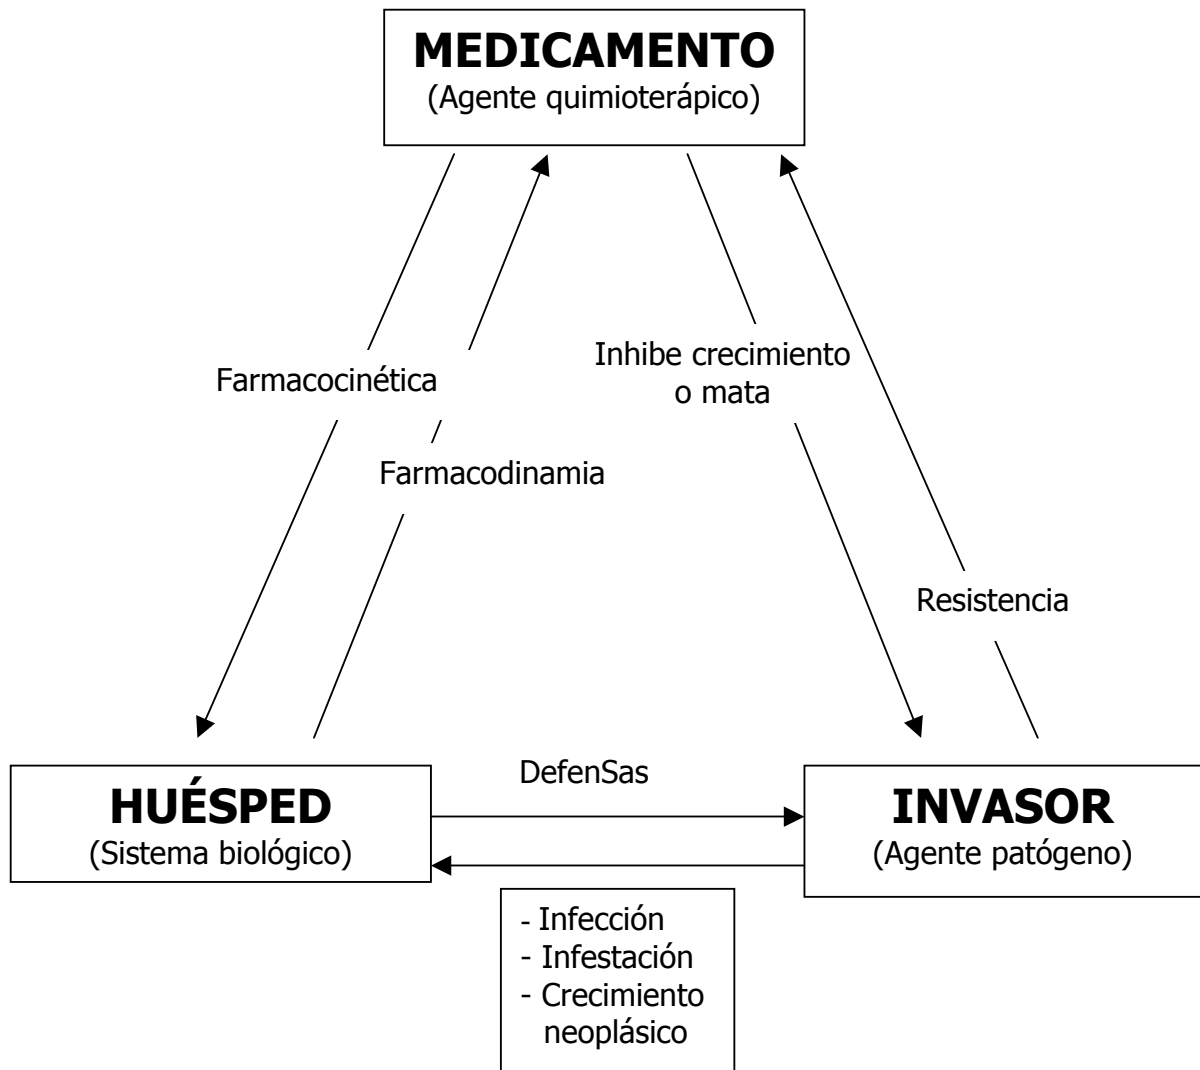 MEDICAMENTO
(Agente quimioterápico)
Inhibe crecimiento
o mata
Farmacocinética
Farmacodinamia
Resistencia
DefenSas
HUÉSPED
(Sistema biológico)
INVASOR
(Agente patógeno)
- Infección
- Infestación
- Crecimiento
neoplásico